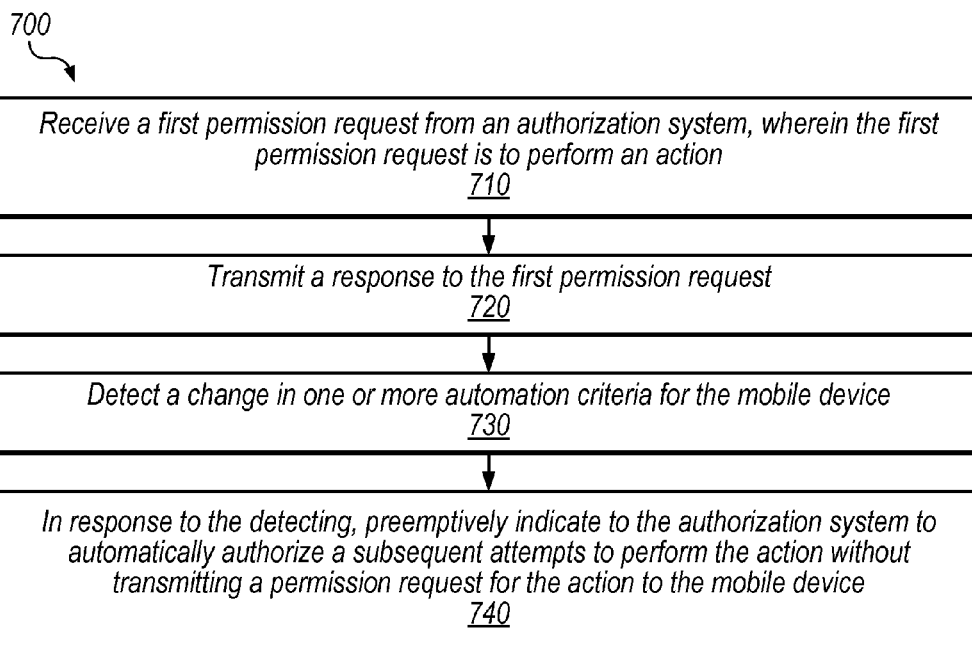 700
Receive a first permission request from an authorization system, wherein the first
permission request is to perform an action
710
Transmit a response to the first permission request
720
Detect a change in one or more automation criteria for the mobile device
730
In response to the detecting, preemptively indicate to the authorization system to
automatically authorize a subsequent attempts to perform the action without
transmitting a permission request for the action to the mobile device
740